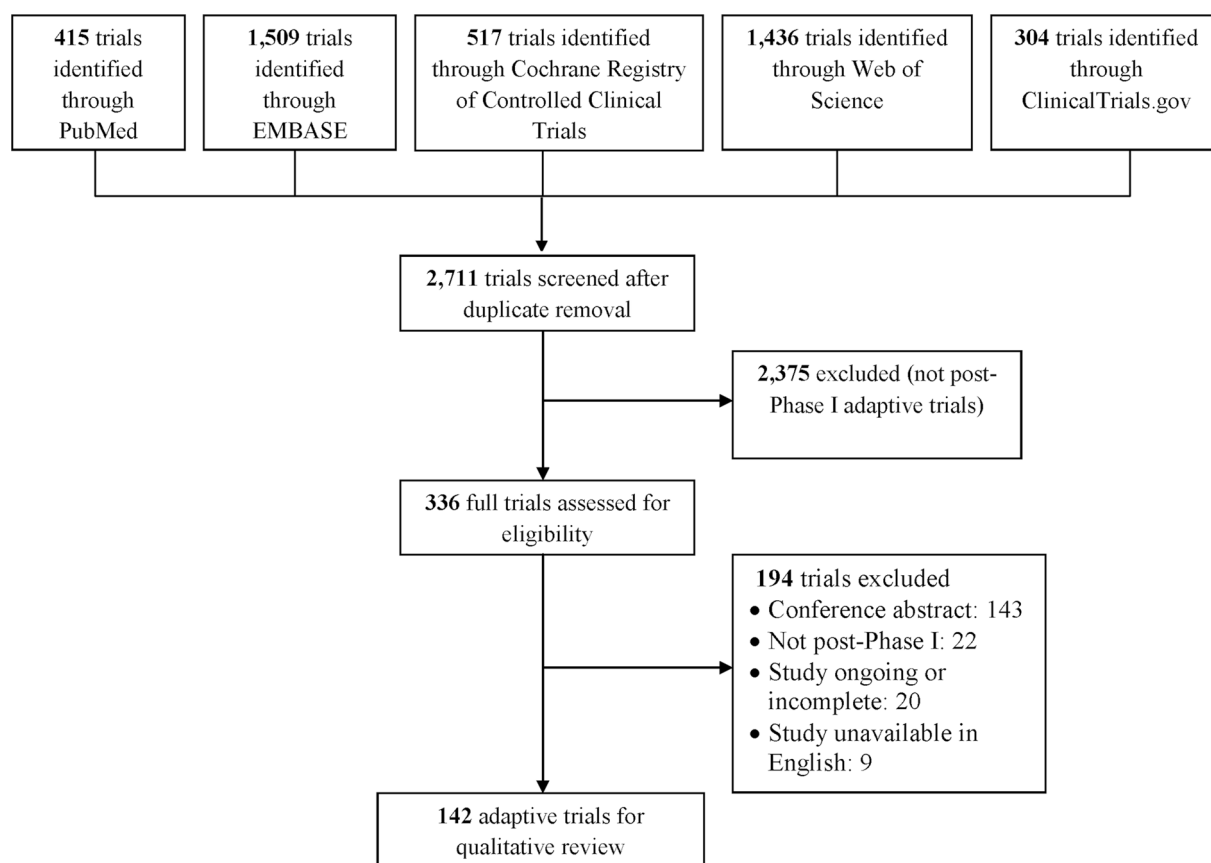 415 trials
identified
through
PubMed
1,509 trials
identified
through
EMBASE
517 trials identified
through Cochrane Registry
of Controlled Clinical
Trials
1,436 trials identified
through Web of
Science
304 trials identified
through
ClinicalTrials.gov
2,711 trials screened after
duplicate removal
2,375 excluded (not post-
Phase I adaptive trials)
336 full trials assessed for
eligibility
194 trials excluded
• Conference abstract: 143
• Not post-Phase I: 22
• Study ongoing or
incomplete: 20
• Study unavailable in
English: 9
142 adaptive trials for
qualitative review